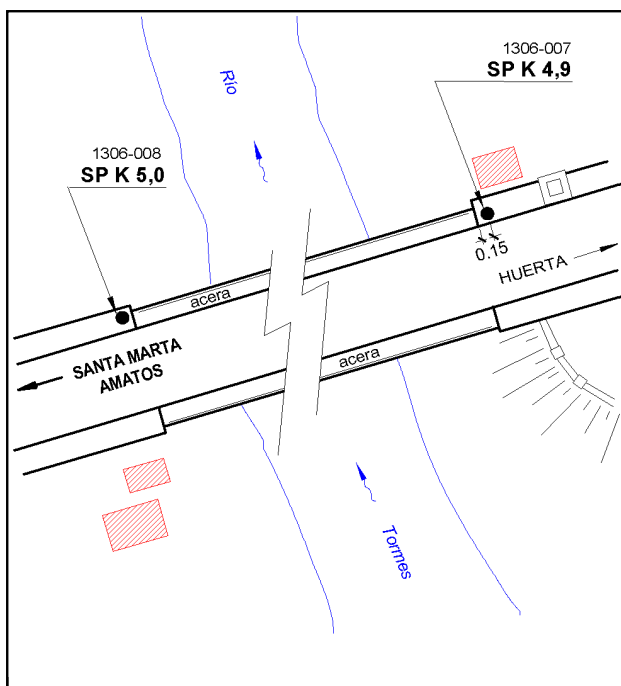 1306-007
SP K 4,9
Río
1306-008
SP K 5,0
0.15
HUERTA
acera
acera
SANTA MARTA
AMATOS
Tormes